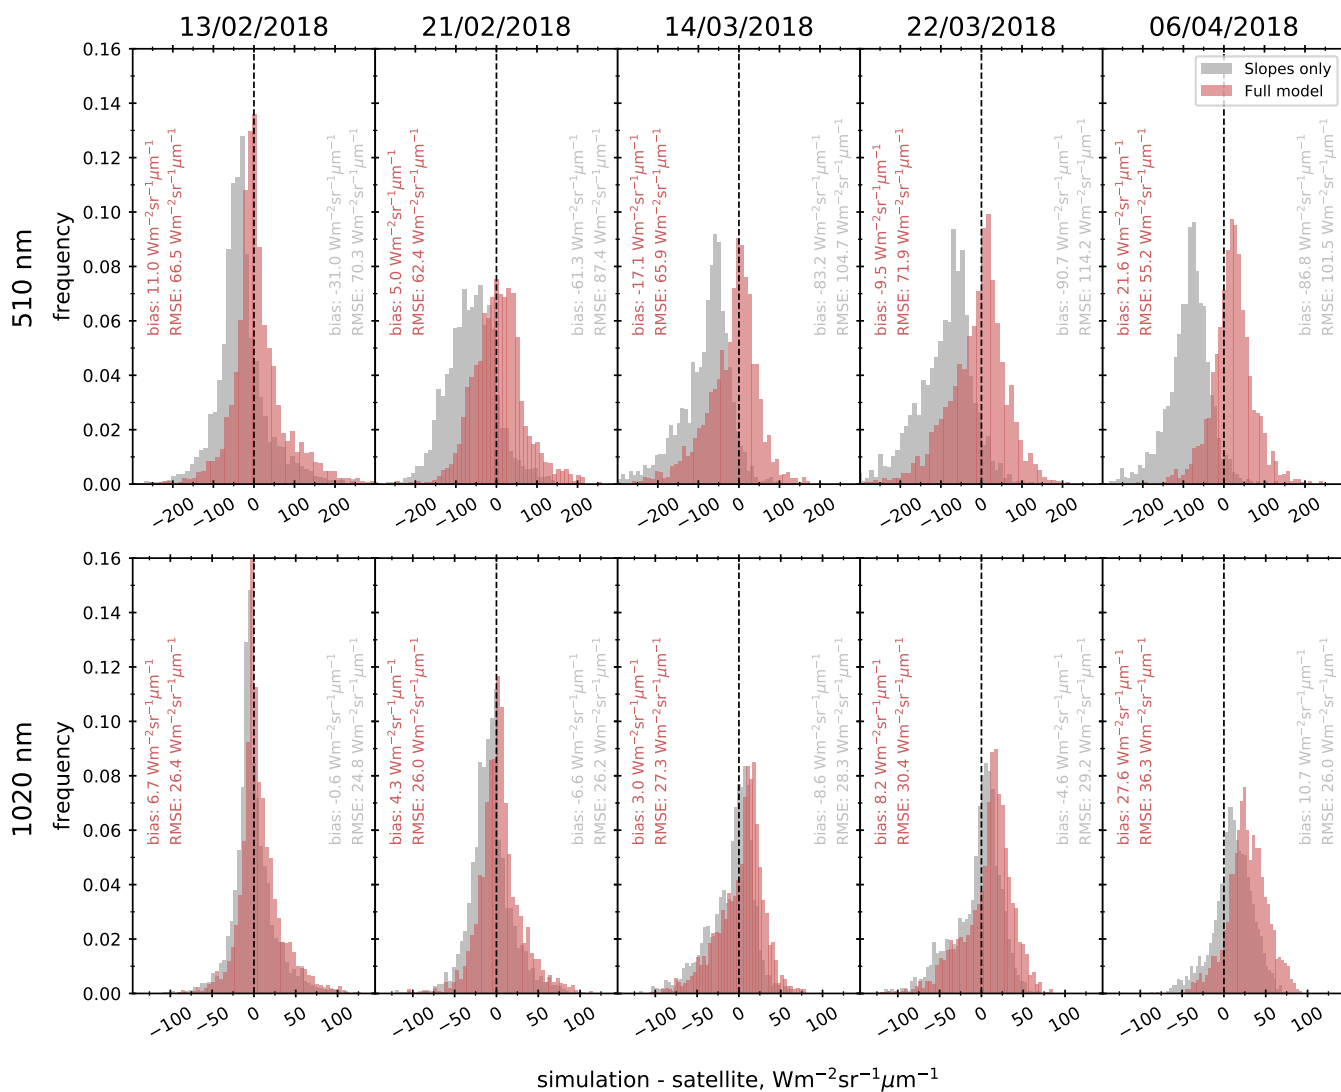 13/02/2018 21/02/2018 14/03/2018 22/03/2018 06/04/2018
510 nm
frequency
0.16
0.14
0.12
0.10
0.08
0.06
0.04
0.02
0.00
Slopes only
Full model
bias: 11.0 Wm⁻²sr⁻¹μm⁻¹
RMSE: 66.5 Wm⁻²sr⁻¹μm⁻¹
bias: -31.0 Wm⁻²sr⁻¹μm⁻¹
RMSE: 70.3 Wm⁻²sr⁻¹μm⁻¹
bias: 5.0 Wm⁻²sr⁻¹μm⁻¹
RMSE: 62.4 Wm⁻²sr⁻¹μm⁻¹
bias: -61.3 Wm⁻²sr⁻¹μm⁻¹
RMSE: 87.4 Wm⁻²sr⁻¹μm⁻¹
bias: -17.1 Wm⁻²sr⁻¹μm⁻¹
RMSE: 65.9 Wm⁻²sr⁻¹μm⁻¹
bias: -83.2 Wm⁻²sr⁻¹μm⁻¹
RMSE: 104.7 Wm⁻²sr⁻¹μm⁻¹
bias: -9.5 Wm⁻²sr⁻¹μm⁻¹
RMSE: 71.9 Wm⁻²sr⁻¹μm⁻¹
bias: -90.7 Wm⁻²sr⁻¹μm⁻¹
RMSE: 114.2 Wm⁻²sr⁻¹μm⁻¹
bias: 21.6 Wm⁻²sr⁻¹μm⁻¹
RMSE: 55.2 Wm⁻²sr⁻¹μm⁻¹
bias: -86.8 Wm⁻²sr⁻¹μm⁻¹
RMSE: 101.5 Wm⁻²sr⁻¹μm⁻¹
−200 −100 0 100 200 −200 −100 0 100 200 −200 −100 0 100 200 −200 −100 0 100 200 −200 −100 0 100 200
1020 nm
frequency
0.16
0.14
0.12
0.10
0.08
0.06
0.04
0.02
0.00
bias: 6.7 Wm⁻²sr⁻¹μm⁻¹
RMSE: 26.4 Wm⁻²sr⁻¹μm⁻¹
bias: -0.6 Wm⁻²sr⁻¹μm⁻¹
RMSE: 24.8 Wm⁻²sr⁻¹μm⁻¹
bias: 4.3 Wm⁻²sr⁻¹μm⁻¹
RMSE: 26.0 Wm⁻²sr⁻¹μm⁻¹
bias: -6.6 Wm⁻²sr⁻¹μm⁻¹
RMSE: 26.2 Wm⁻²sr⁻¹μm⁻¹
bias: 3.0 Wm⁻²sr⁻¹μm⁻¹
RMSE: 27.3 Wm⁻²sr⁻¹μm⁻¹
bias: -8.6 Wm⁻²sr⁻¹μm⁻¹
RMSE: 28.3 Wm⁻²sr⁻¹μm⁻¹
bias: 8.2 Wm⁻²sr⁻¹μm⁻¹
RMSE: 30.4 Wm⁻²sr⁻¹μm⁻¹
bias: -4.6 Wm⁻²sr⁻¹μm⁻¹
RMSE: 29.2 Wm⁻²sr⁻¹μm⁻¹
bias: 27.6 Wm⁻²sr⁻¹μm⁻¹
RMSE: 36.3 Wm⁻²sr⁻¹μm⁻¹
bias: 10.7 Wm⁻²sr⁻¹μm⁻¹
RMSE: 26.0 Wm⁻²sr⁻¹μm⁻¹
−100 −50 0 50 100 −100 −50 0 50 100 −100 −50 0 50 100 −100 −50 0 50 100 −100 −50 0 50 100
simulation - satellite, Wm⁻²sr⁻¹μm⁻¹